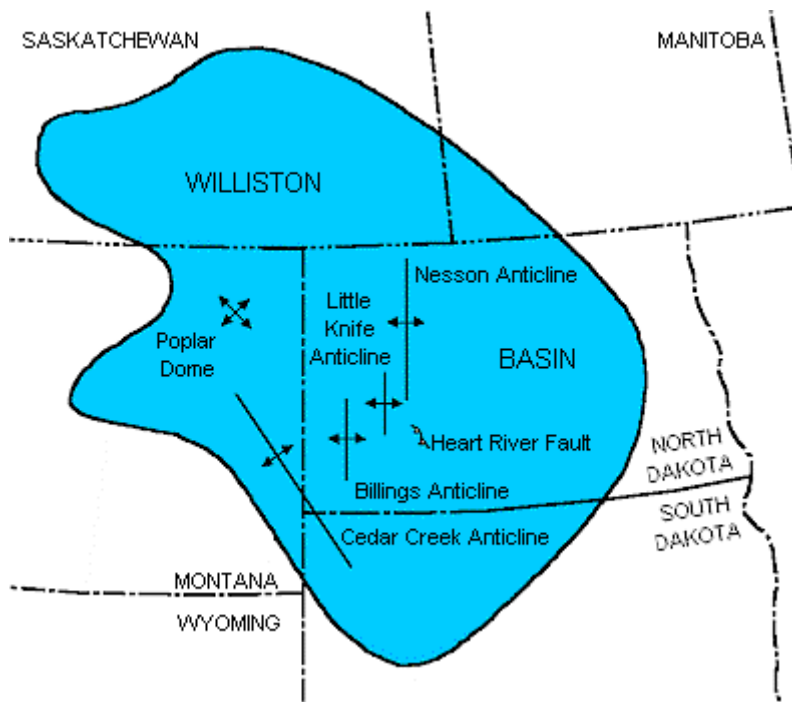 SASKATCHEWAN
MANITOBA
WILLISTON
Nesson Anticline
Little
Knife
Anticline
Poplar
Dome
BASIN
Heart River Fault
NORTH
DAKOTA
Billings Anticline
SOUTH
DAKOTA
Cedar Creek Anticline
MONTANA
WYOMING